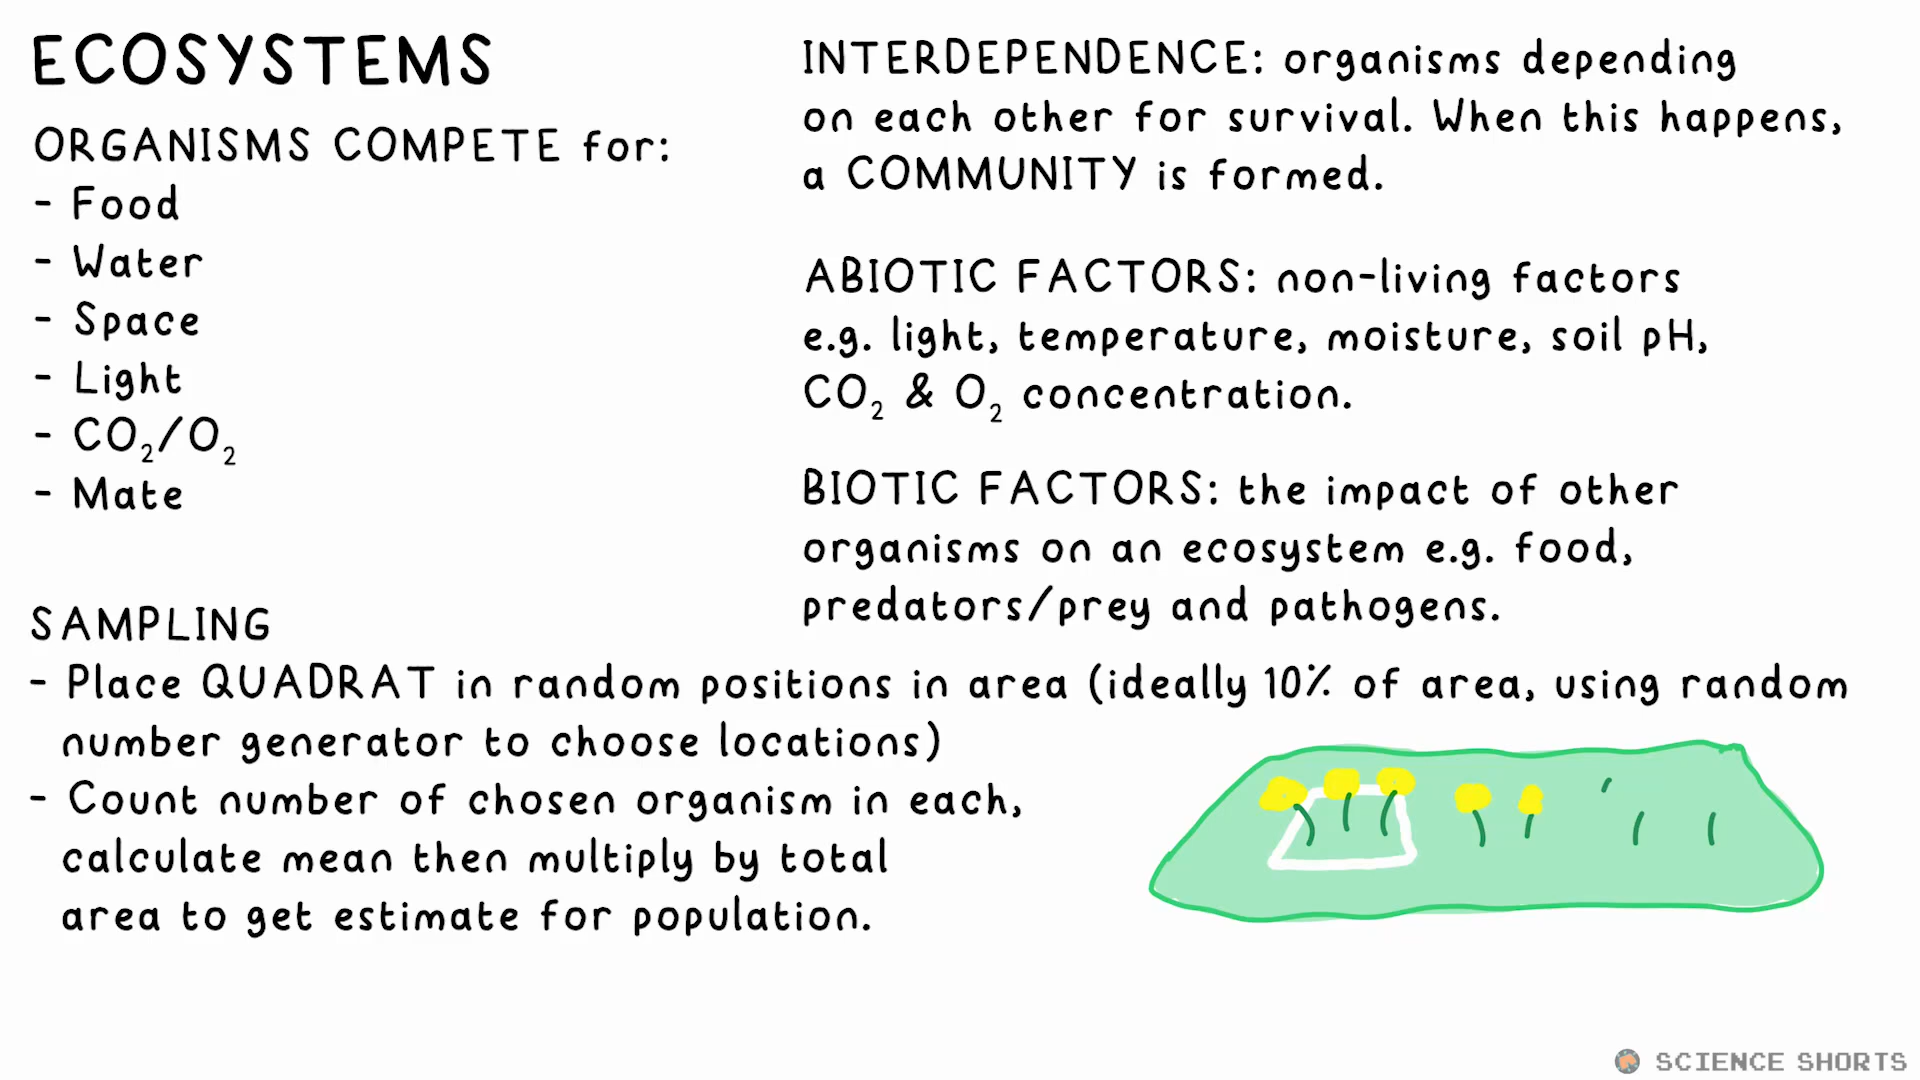 ECOSYSTEMS
ORGANISMS COMPETE for:
- Food
- Water
- Space
- Light
- CO₂/O₂
- Mate
INTERDEPENDENCE: organisms depending
on each other for survival. When this happens,
a COMMUNITY is formed.
ABIOTIC FACTORS: non-living factors
e.g. light, temperature, moisture, soil pH,
CO₂ & O₂ concentration.
BIOTIC FACTORS: the impact of other
organisms on an ecosystem e.g. food,
predators/prey and pathogens.
SAMPLING
- Place QUADRAT in random positions in area (ideally 10% of area, using random
number generator to choose locations)
- Count number of chosen organism in each,
calculate mean then multiply by total
area to get estimate for population.
SCIENCE SHORTS